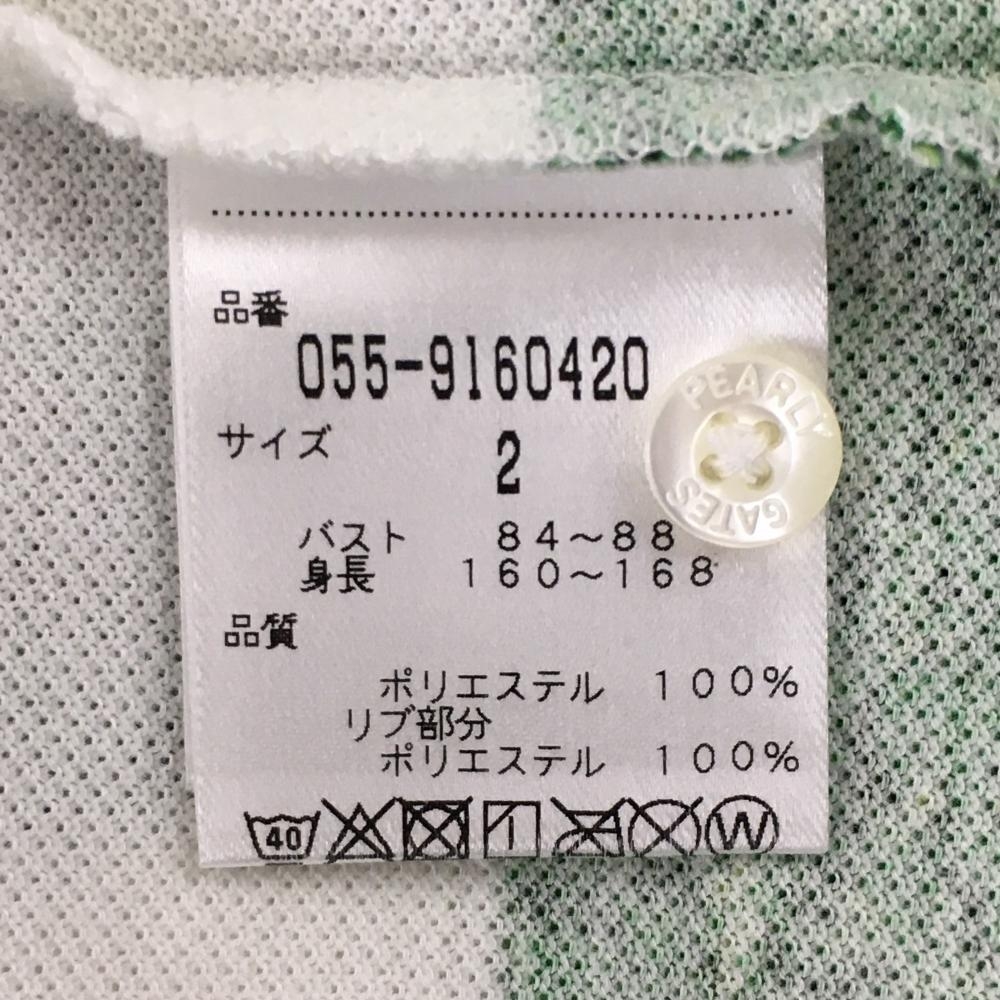 品番
055-9160420
サイズ
2
PEARLY
GATES
バスト 84～88
身長 160～168
品質
ポリエステル 100%
リブ部分
ポリエステル 100%
40
W